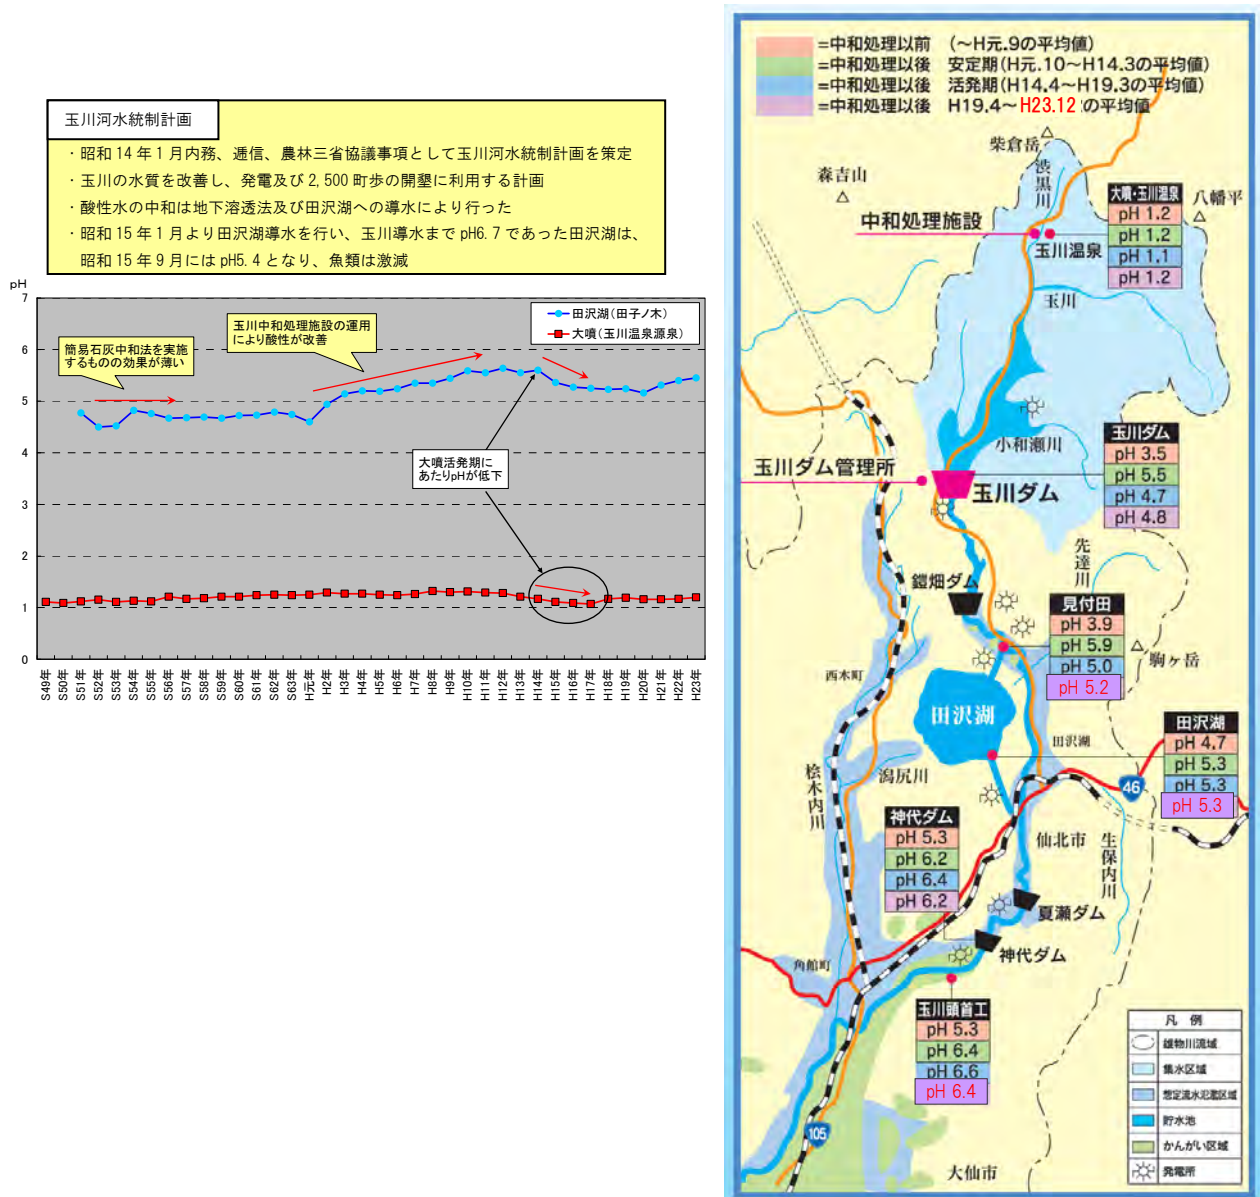 玉川河水統制計画
・昭和14年1月内務、逓信、農林三省協議事項として玉川河水統制計画を策定
・玉川の水質を改善し、発電及び2,500町歩の開墾に利用する計画
・酸性水の中和は地下溶透法及び田沢湖への導水により行った
・昭和15年1月より田沢湖導水を行い、玉川導水までpH6.7であった田沢湖は、
昭和15年9月にはpH5.4となり、魚類は激減
pH
7
6
5
4
3
2
1
0
田沢湖(田子ノ木)
大噴(玉川温泉源泉)
簡易石灰中和法を実施
するものの効果が薄い
玉川中和処理施設の運用
により酸性が改善
大噴活発期に
あたりpHが低下
S49年
S50年
S51年
S52年
S53年
S54年
S55年
S56年
S57年
S58年
S59年
S60年
S61年
S62年
S63年
H元年
H2年
H3年
H4年
H5年
H6年
H7年
H8年
H9年
H10年
H11年
H12年
H13年
H14年
H15年
H16年
H17年
H18年
H19年
H20年
H21年
H22年
H23年
=中和処理以前 (~H元.9の平均値)
=中和処理以後 安定期(H元.10~H14.3の平均値)
=中和処理以後 活発期(H14.4~H19.3の平均値)
=中和処理以後 H19.4~H23.12の平均値
柴倉岳
森吉山
渋黒川
八幡平
大噴・玉川温泉
pH 1.2
pH 1.2
pH 1.1
pH 1.2
中和処理施設
玉川温泉
玉川
小和瀬川
玉川ダム
pH 3.5
pH 5.5
pH 4.7
pH 4.8
玉川ダム管理所
玉川ダム
先達川
鎧畑ダム
見付田
pH 3.9
pH 5.9
pH 5.0
pH 5.2
駒ヶ岳
西木町
田沢湖
田沢湖
田沢湖
pH 4.7
pH 5.3
pH 5.3
pH 5.3
46
潟尻川
桧木内川
神代ダム
pH 5.3
pH 6.2
pH 6.4
pH 6.2
仙北市
生保内川
夏瀬ダム
神代ダム
角館町
玉川頭首工
pH 5.3
pH 6.4
pH 6.6
pH 6.4
105
大仙市
凡 例
雄物川流域
集水区域
想定流水氾濫区域
貯水池
かんがい区域
発電所